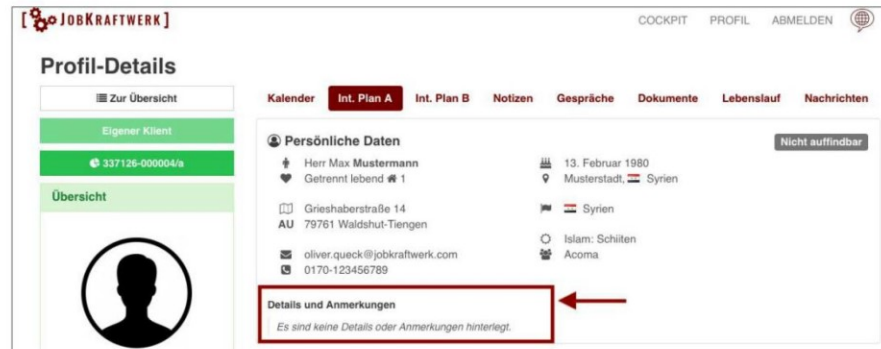 [JOBKRAFTWERK]
COCKPIT PROFIL ABMELDEN
Profil-Details
Zur Übersicht
Eigener Klient
337126-000004/a
Übersicht
Kalender Int. Plan A Int. Plan B Notizen Gespräche Dokumente Lebenslauf Nachrichten
Persönliche Daten
Nicht auffindbar
Herr Max Mustermann
Getrennt lebend 1
13. Februar 1980
Musterstadt, Syrien
Grieshaberstraße 14
AU 79761 Waldshut-Tiengen
Syrien
Islam: Schiiten
Acoma
oliver.queck@jobkraftwerk.com
0170-123456789
Details und Anmerkungen
Es sind keine Details oder Anmerkungen hinterlegt.